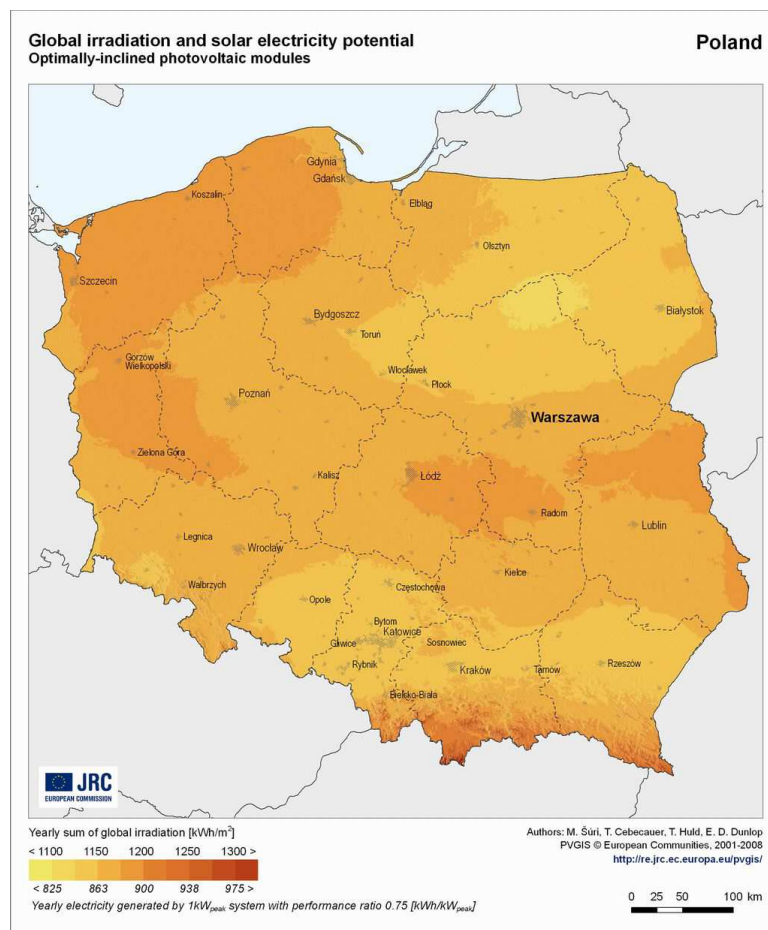 Global irradiation and solar electricity potential
Optimally-inclined photovoltaic modules
Poland
Gdynia
Gdańsk
Koszalin
Elbląg
Olsztyn
Szczecin
Białystok
Bydgoszcz
Toruń
Gorzów
Wielkopolski
Włocławek
Płock
Poznań
Warszawa
Zielona Góra
Kalisz
Łódź
Radom
Lublin
Legnica
Wrocław
Wałbrzych
Kielce
Częstochowa
Opole
Bytom
Katowice
Gliwice
Sosnowiec
Rybnik
Kraków
Tarnów
Rzeszów
Bielsko-Biała
JRC
EUROPEAN COMMISSION
Yearly sum of global irradiation [kWh/m²]
< 1100 1150 1200 1250 1300 >
< 825 863 900 938 975 >
Yearly electricity generated by 1kWpeak system with performance ratio 0.75 [kWh/kWpeak]
Authors: M. Šúri, T. Cebecauer, T. Huld, E. D. Dunlop
PVGIS © European Communities, 2001-2008
http://re.jrc.ec.europa.eu/pvgis/
0 25 50 100 km